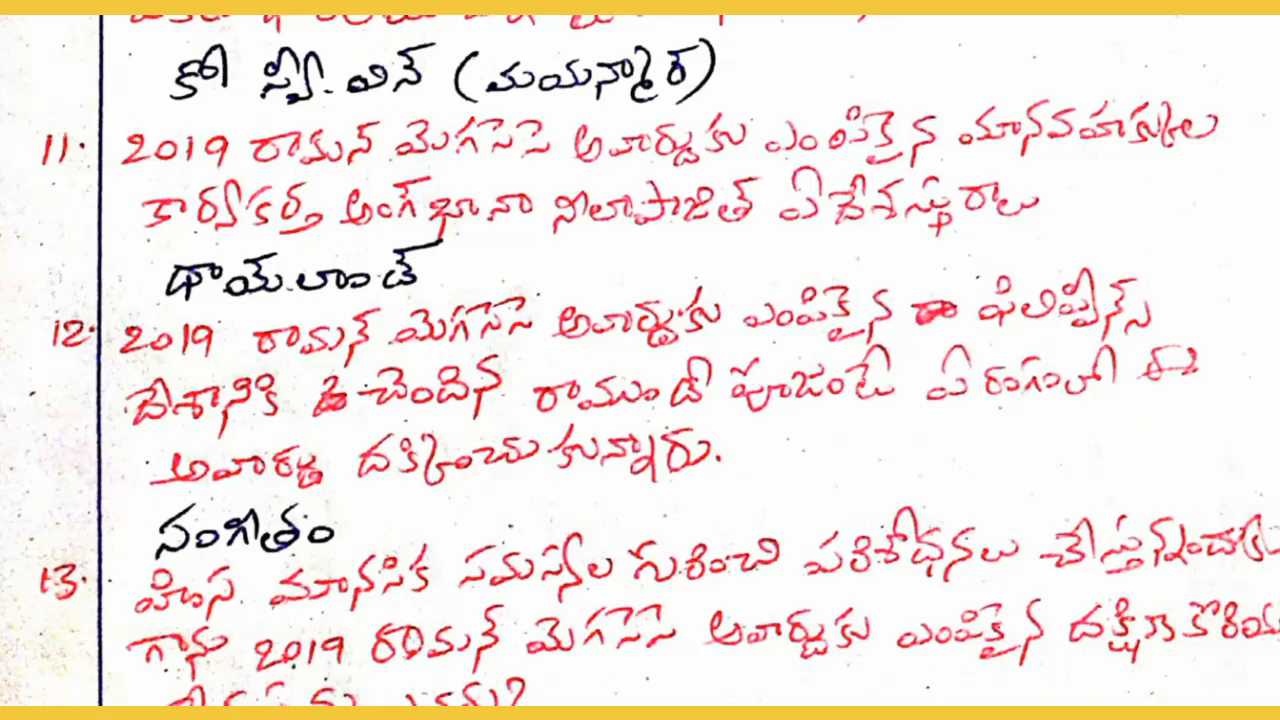 కో స్వీ.విన్ (మయన్మార్)
11. 2019 రామన్ మెగసెసె అవార్డుకు ఎంపికైన మానవహక్కుల
కార్యకర్త అంగ్ ఖానా నీలాపాజిత్ ఏ దేశస్థురాలు
థాయ్ లాండ్
12. 2019 రామన్ మెగసెసె అవార్డుకు ఎంపికైన ఫిలిప్పీన్స్
దేశానికి చెందిన రాముండో పూజంటే ఏ రంగంలో ఈ
అవారడ్డ దక్కించుకున్నారు.
సంగీతం
13. హింస మానసిక సమస్యల గురించి పరిశోధనలు
గాను 2019 రామన్ మెగసెసె అవార్డుకు ఎంపికైన దక్షిణ కొరియ